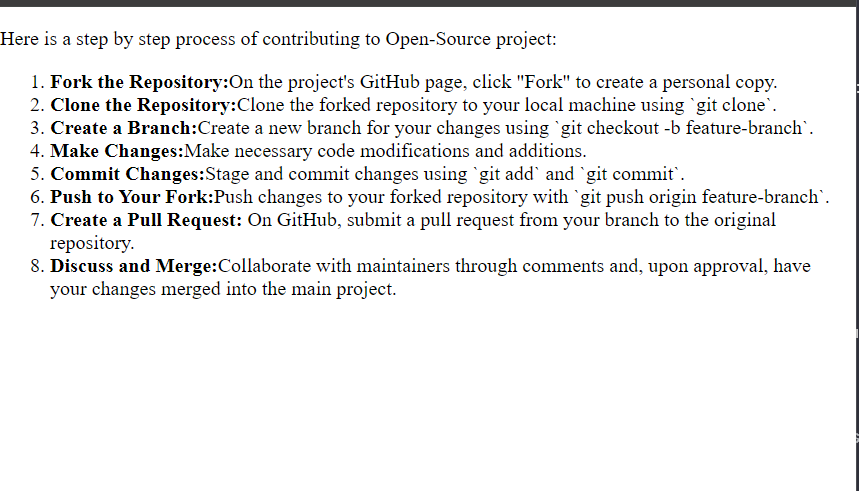 Here is a step by step process of contributing to Open-Source project:
1. Fork the Repository:On the project's GitHub page, click "Fork" to create a personal copy.
2. Clone the Repository:Clone the forked repository to your local machine using `git clone`.
3. Create a Branch:Create a new branch for your changes using `git checkout -b feature-branch`.
4. Make Changes:Make necessary code modifications and additions.
5. Commit Changes:Stage and commit changes using `git add` and `git commit`.
6. Push to Your Fork:Push changes to your forked repository with `git push origin feature-branch`.
7. Create a Pull Request: On GitHub, submit a pull request from your branch to the original
repository.
8. Discuss and Merge:Collaborate with maintainers through comments and, upon approval, have
your changes merged into the main project.